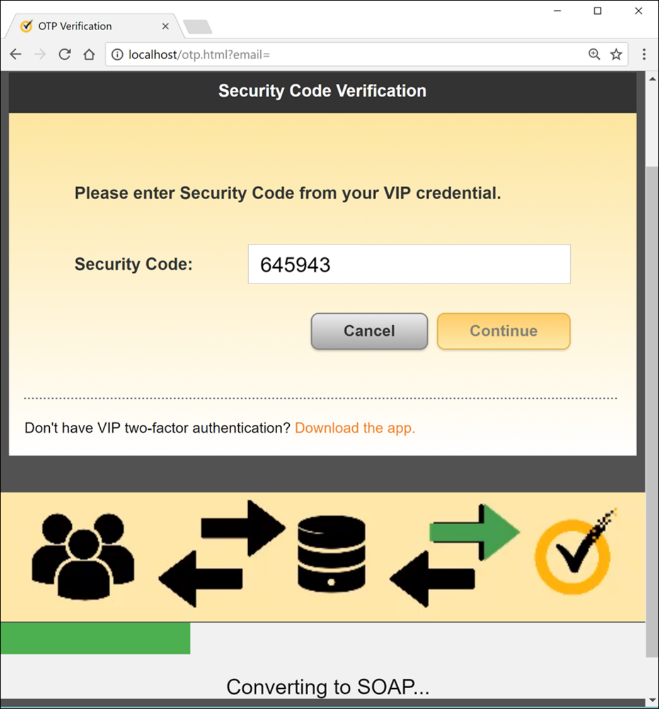 OTP Verification
localhost/otp.html?email=
Security Code Verification
Please enter Security Code from your VIP credential.
Security Code: 645943
Cancel Continue
Don't have VIP two-factor authentication? Download the app.
Converting to SOAP...